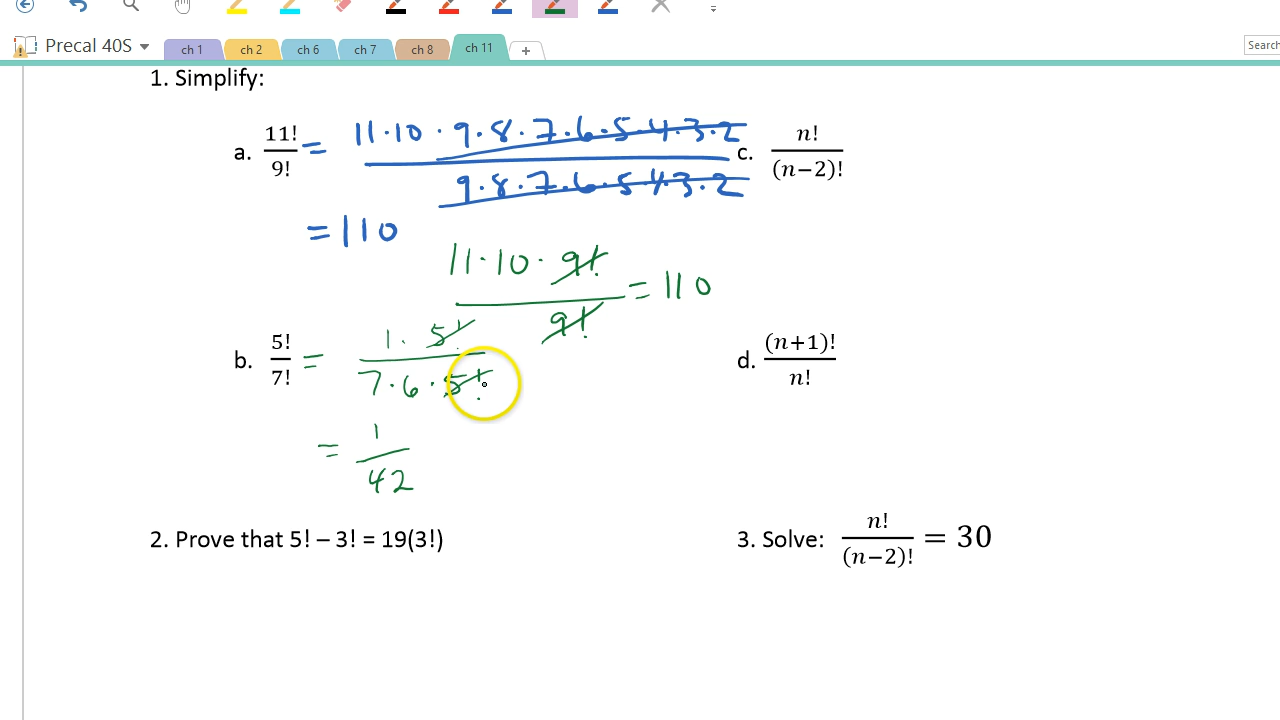 Precal 40S ch 1 ch 2 ch 6 ch 7 ch 8 ch 11 +
Search
1. Simplify:
a. 11!/9! = 11·10·9·8·7·6·5·4·3·2 / 9·8·7·6·5·4·3·2
= 110
11·10·9! / 9! = 110
b. 5!/7! = 1·5! / 7·6·5!
= 1/42
c. n!/(n−2)!
d. (n+1)!/n!
2. Prove that 5! – 3! = 19(3!)
3. Solve: n!/(n−2)! = 30